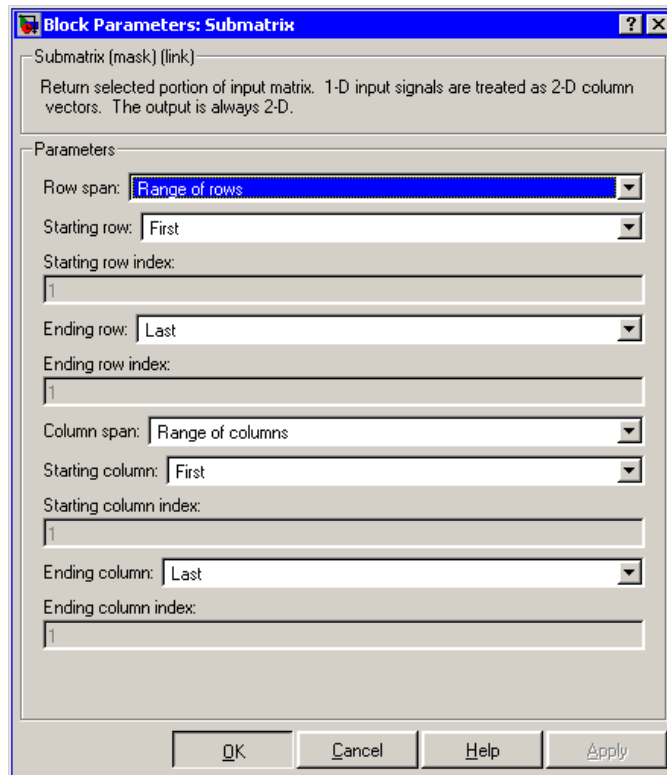 Block Parameters: Submatrix
Submatrix (mask) (link)
Return selected portion of input matrix. 1-D input signals are treated as 2-D column
vectors. The output is always 2-D.
Parameters
Row span: Range of rows
Starting row: First
Starting row index:
1
Ending row: Last
Ending row index:
1
Column span: Range of columns
Starting column: First
Starting column index:
1
Ending column: Last
Ending column index:
1
OK Cancel Help Apply